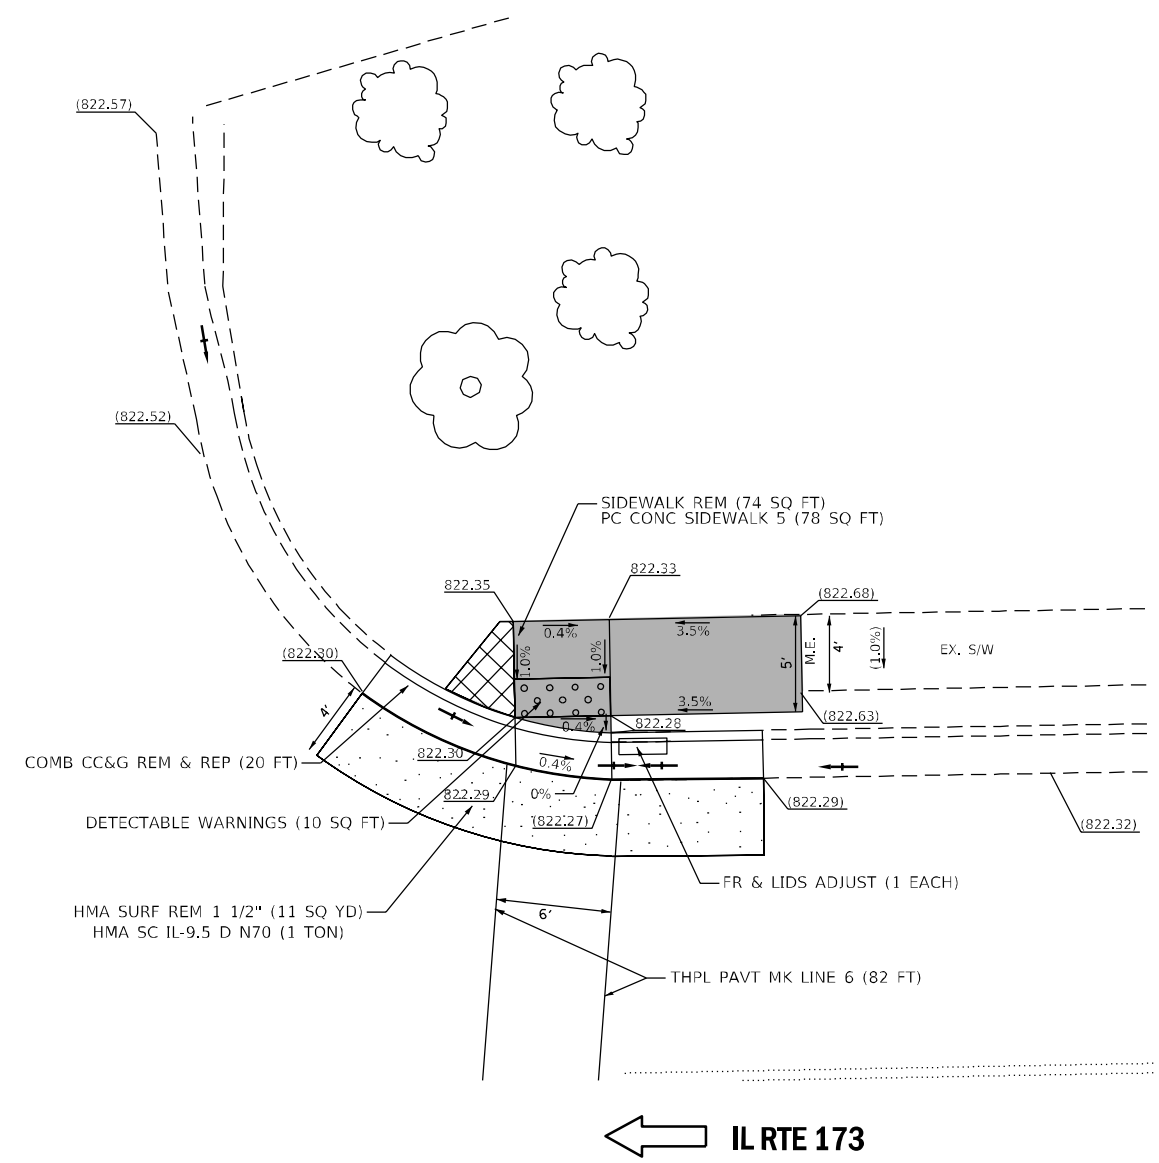 (822.57)
(822.52)
SIDEWALK REM (74 SQ FT)
PC CONC SIDEWALK 5 (78 SQ FT)
822.35
822.33
(822.68)
0.4%
3.5%
1.0%
1.0%
5'
M.E.
4'
(1.0%)
EX. S/W
(822.30)
4'
3.5%
(822.63)
0.4%
822.28
822.30
0.4%
COMB CC&G REM & REP (20 FT)
822.29
0%
(822.29)
(822.27)
(822.32)
DETECTABLE WARNINGS (10 SQ FT)
FR & LIDS ADJUST (1 EACH)
HMA SURF REM 1 1/2" (11 SQ YD)
HMA SC IL-9.5 D N70 (1 TON)
6'
THPL PAVT MK LINE 6 (82 FT)
IL RTE 173